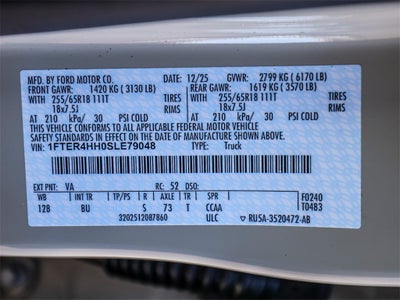 MFD. BY FORD MOTOR CO. 12/25 GVWR: 2799 KG ( 6170 LB)
FRONT GAWR: 1420 KG ( 3130 LB) REAR GAWR: 1619 KG ( 3570 LB)
WITH 255/65R18 111T TIRES WITH 255/65R18 111T TIRES
18x7.5J RIMS 18x7.5J RIMS
AT 210 kPa/ 30 PSI COLD AT 210 kPa/ 30 PSI COLD
THIS VEHICLE CONFORMS TO ALL APPLICABLE FEDERAL MOTOR VEHICLE
SAFETY STANDARDS IN EFFECT ON THE DATE OF MANUFACTURE SHOWN ABOVE.
VIN: 1FTER4HH0SLE79048 TYPE: Truck
EXT PNT: VA RC: 52 DSO: F0240
WB INT TR TP/PS R AXLE TR SPR T0483
128 BU S 73 T CCAA
3202512087860 ULC ▽ RU5A-3520472-AB